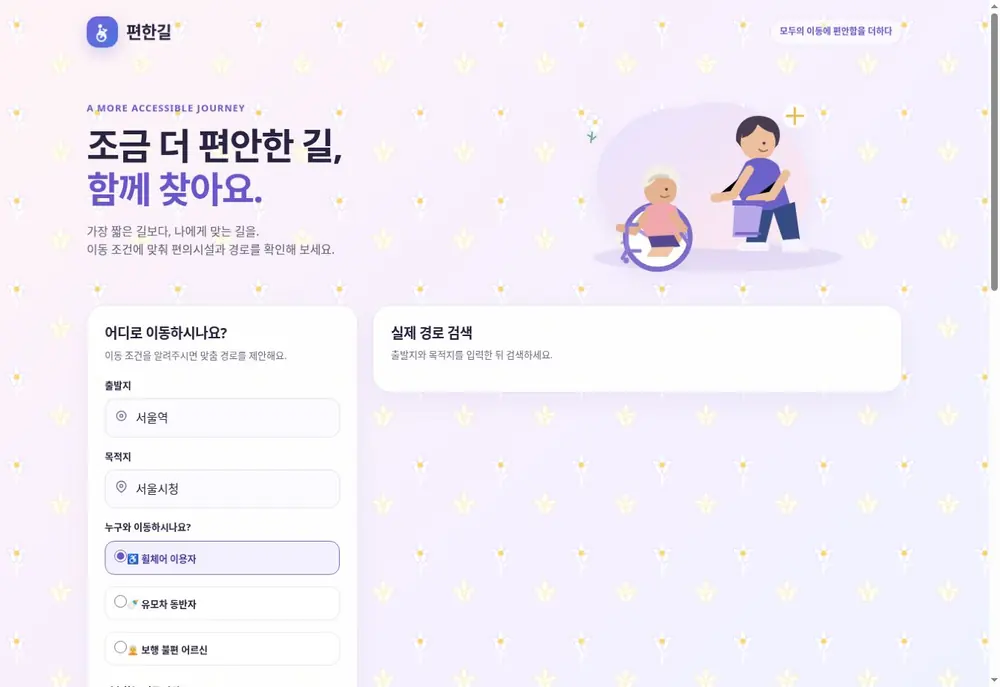 편한길
모두의 이동에 편안함을 더하다
A MORE ACCESSIBLE JOURNEY
조금 더 편안한 길,
함께 찾아요.
가장 짧은 길보다, 나에게 맞는 길을.
이동 조건에 맞춰 편의시설과 경로를 확인해 보세요.
어디로 이동하시나요?
이동 조건을 알려주시면 맞춤 경로를 제안해요.
출발지
서울역
목적지
서울시청
누구와 이동하시나요?
♿ 휠체어 이용자
🍼 유모차 동반자
🧓 보행 불편 어르신
실제 경로 검색
출발지와 목적지를 입력한 뒤 검색하세요.